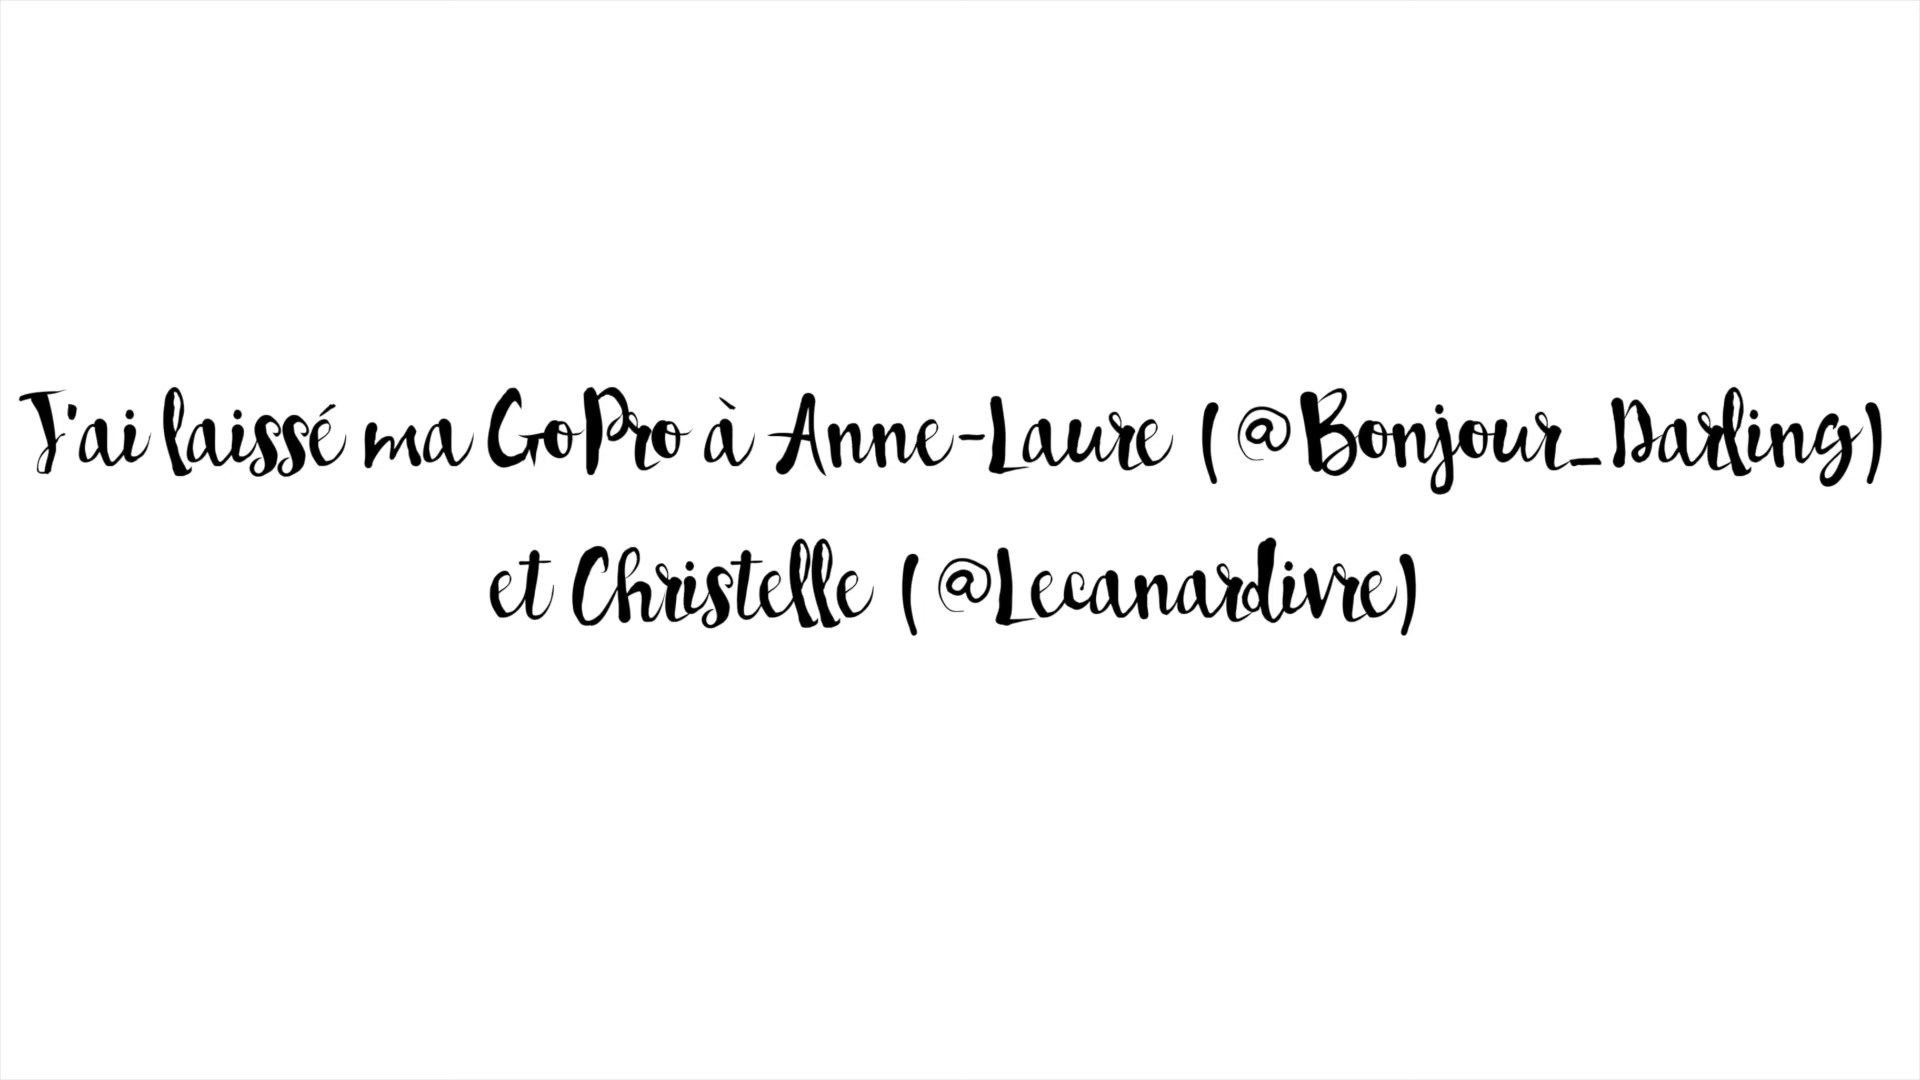 J'ai laissé ma GoPro à Anne-Laure (@Bonjour_Darling)
et Christelle (@Lecanardivre)